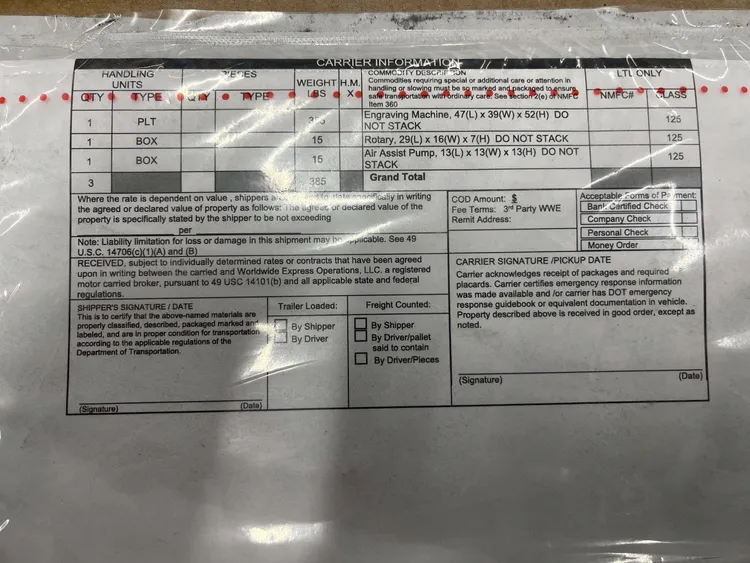 CARRIER INFORMATION
HANDLING UNITS
PIECES
WEIGHT LBS
H.M. X
COMMODITY DESCRIPTION
Commodities requiring special or additional care or attention in
handling or stowing must be so marked and packaged to ensure
safe transportation with ordinary care. See section 2(e) of NMFC
Item 360
LTL ONLY
QTY TYPE QTY TYPE NMFC# CLASS
1 PLT Engraving Machine, 47(L) x 39(W) x 52(H) DO
NOT STACK 125
1 BOX 15 Rotary, 29(L) x 16(W) x 7(H) DO NOT STACK 125
1 BOX 15 Air Assist Pump, 13(L) x 13(W) x 13(H) DO NOT
STACK 125
3 385 Grand Total
Where the rate is dependent on value, shippers specifically in writing
the agreed or declared value of property as follows: The agreed or declared value of the
property is specifically stated by the shipper to be not exceeding
per
Note: Liability limitation for loss or damage in this shipment may applicable. See 49
U.S.C. 14706(c)(1)(A) and (B)
RECEIVED, subject to individually determined rates or contracts that have been agreed
upon in writing between the carried and Worldwide Express Operations, LLC. a registered
motor carried broker, pursuant to 49 USC 14101(b) and all applicable state and federal
regulations.
COD Amount: $
Fee Terms: 3rd Party WWE
Remit Address:
Acceptable Forms of Payment:
Bank Certified Check
Company Check
Personal Check
Money Order
SHIPPER'S SIGNATURE / DATE
This is to certify that the above-named materials are
properly classified, described, packaged marked and
labeled, and are in proper condition for transportation
according to the applicable regulations of the
Department of Transportation.
(Signature) (Date)
Trailer Loaded:
By Shipper
By Driver
Freight Counted:
By Shipper
By Driver/pallet
said to contain
By Driver/Pieces
CARRIER SIGNATURE /PICKUP DATE
Carrier acknowledges receipt of packages and required
placards. Carrier certifies emergency response information
was made available and /or carrier has DOT emergency
response guidebook or equivalent documentation in vehicle.
Property described above is received in good order, except as
noted.
(Signature) (Date)